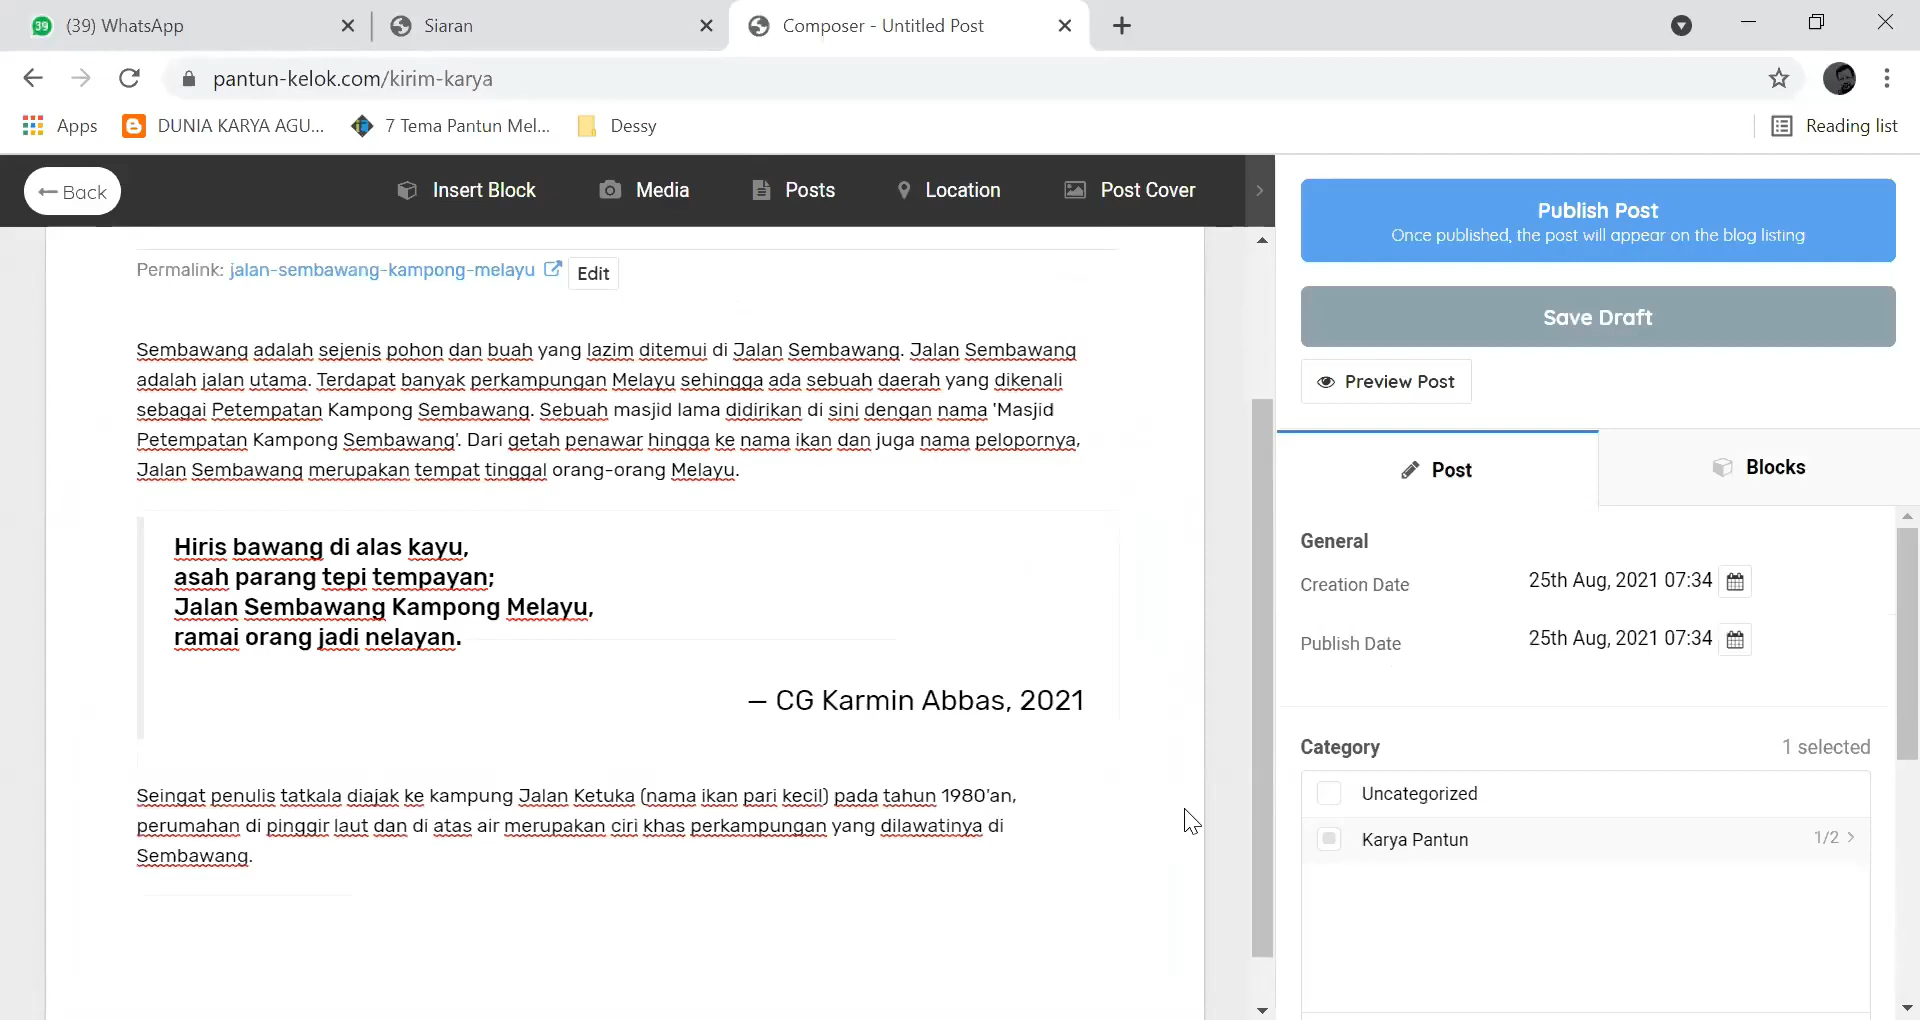 (39) WhatsApp
Siaran
Composer - Untitled Post
pantun-kelok.com/kirim-karya
Apps
DUNIA KARYA AGU...
7 Tema Pantun Mel...
Dessy
Reading list
Back
Insert Block
Media
Posts
Location
Post Cover
Permalink: jalan-sembawang-kampong-melayu
Edit
Sembawang adalah sejenis pohon dan buah yang lazim ditemui di Jalan Sembawang. Jalan Sembawang
adalah jalan utama. Terdapat banyak perkampungan Melayu sehingga ada sebuah daerah yang dikenali
sebagai Petempatan Kampong Sembawang. Sebuah masjid lama didirikan di sini dengan nama 'Masjid
Petempatan Kampong Sembawang'. Dari getah penawar hingga ke nama ikan dan juga nama pelopornya,
Jalan Sembawang merupakan tempat tinggal orang-orang Melayu.
Hiris bawang di alas kayu,
asah parang tepi tempayan;
Jalan Sembawang Kampong Melayu,
ramai orang jadi nelayan.
— CG Karmin Abbas, 2021
Seingat penulis tatkala diajak ke kampung Jalan Ketuka (nama ikan pari kecil) pada tahun 1980'an,
perumahan di pinggir laut dan di atas air merupakan ciri khas perkampungan yang dilawatinya di
Sembawang.
Publish Post
Once published, the post will appear on the blog listing
Save Draft
Preview Post
Post
Blocks
General
Creation Date
25th Aug, 2021 07:34
Publish Date
25th Aug, 2021 07:34
Category
1 selected
Uncategorized
Karya Pantun
1/2